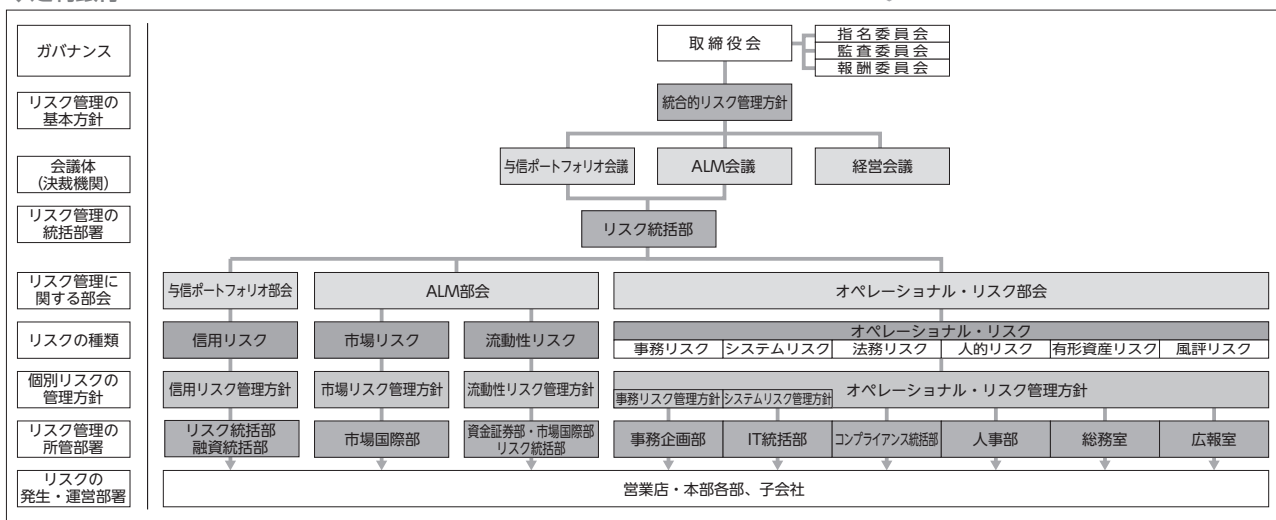 ガバナンス
取締役会
指名委員会
監査委員会
報酬委員会
リスク管理の
基本方針
統合的リスク管理方針
会議体
(決裁機関)
与信ポートフォリオ会議
ALM会議
経営会議
リスク管理の
統括部署
リスク統括部
リスク管理に
関する部会
与信ポートフォリオ部会
ALM部会
オペレーショナル・リスク部会
リスクの種類
信用リスク
市場リスク
流動性リスク
オペレーショナル・リスク
事務リスク
システムリスク
法務リスク
人的リスク
有形資産リスク
風評リスク
個別リスクの
管理方針
信用リスク管理方針
市場リスク管理方針
流動性リスク管理方針
オペレーショナル・リスク管理方針
事務リスク管理方針
システムリスク管理方針
リスク管理の
所管部署
リスク統括部
融資統括部
市場国際部
資金証券部・市場国際部
リスク統括部
事務企画部
IT統括部
コンプライアンス統括部
人事部
総務室
広報室
リスクの
発生・運営部署
営業店・本部各部、子会社